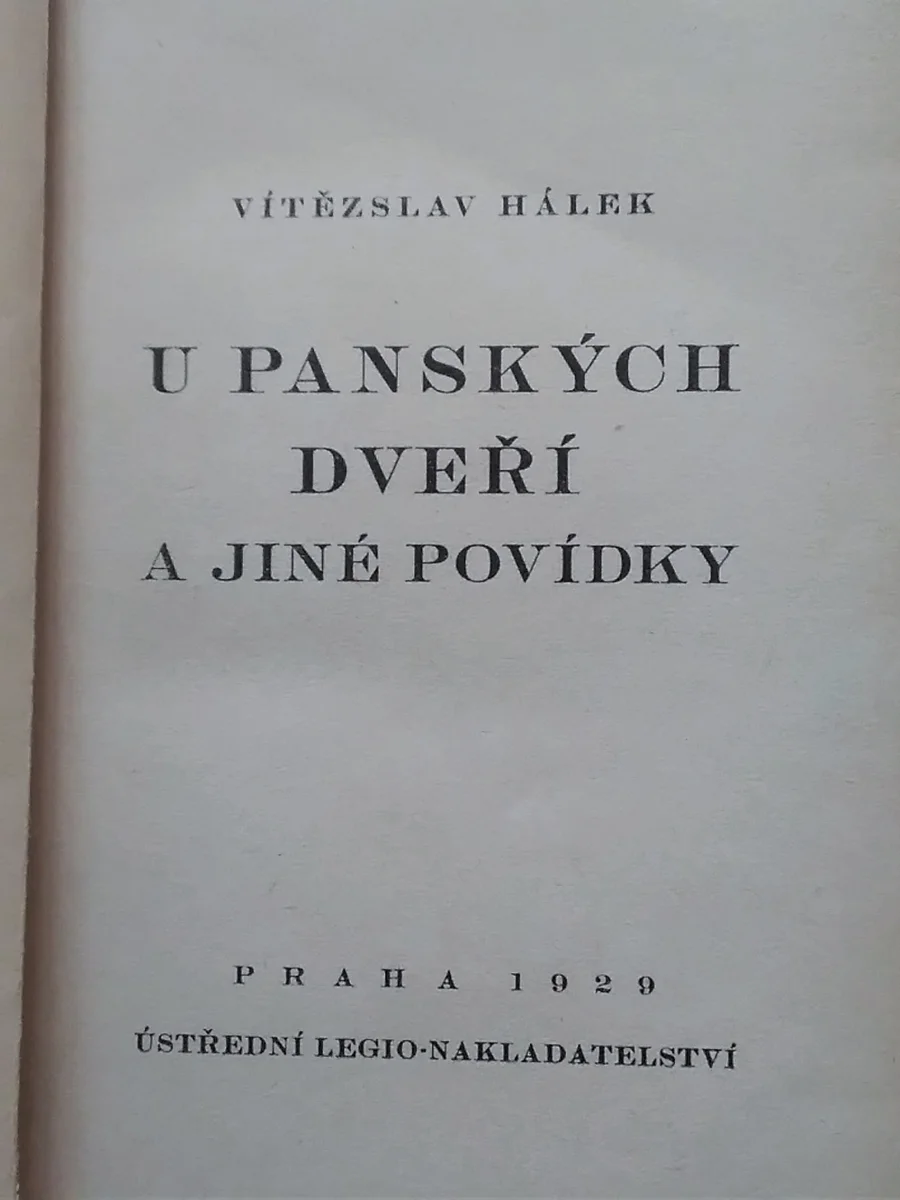 VÍTĚZSLAV HÁLEK
U PANSKÝCH
DVEŘÍ
A JINÉ POVÍDKY
PRAHA 1929
ÚSTŘEDNÍ LEGIO-NAKLADATELSTVÍ